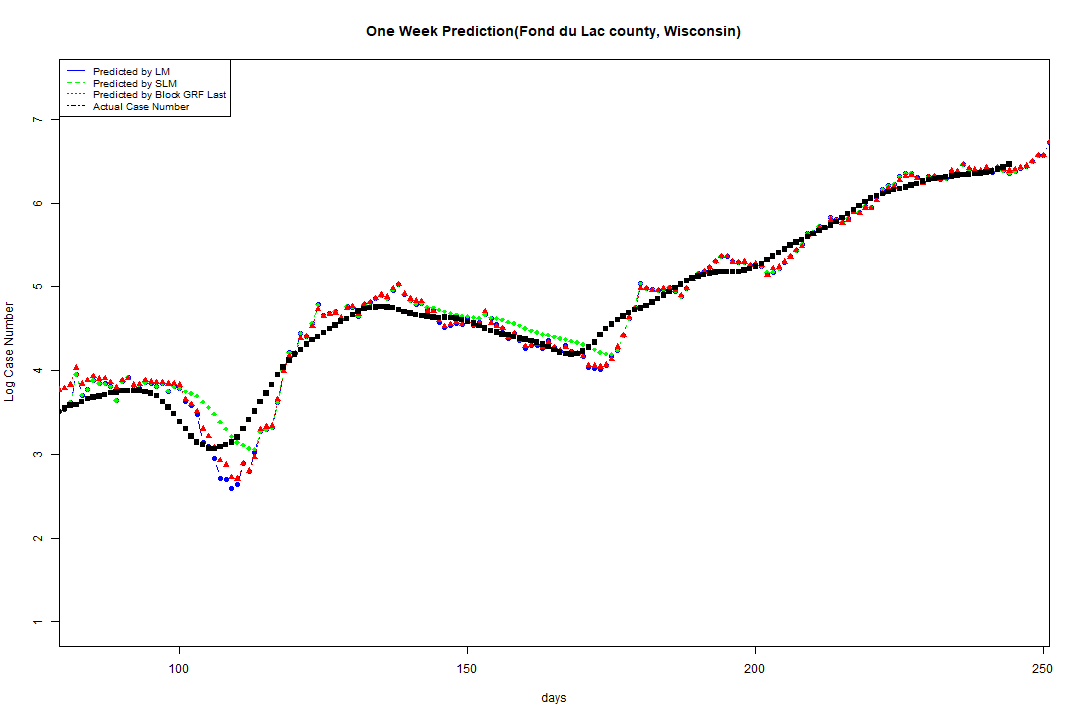 One Week Prediction(Fond du Lac county, Wisconsin)
Predicted by LM
Predicted by SLM
Predicted by Block GRF Last
Actual Case Number
7
6
5
4
3
2
1
Log Case Number
100 150 200 250
days